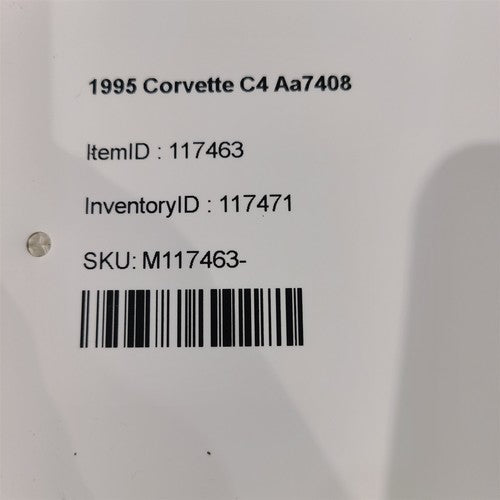 1995 Corvette C4 Aa7408
ItemID : 117463
InventoryID : 117471
SKU: M117463-